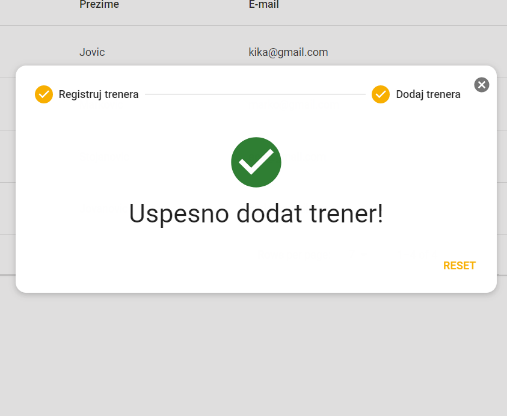 Prezime E-mail
Jovic kika@gmail.com
Registruj trenera Dodaj trenera
Uspesno dodat trener!
RESET